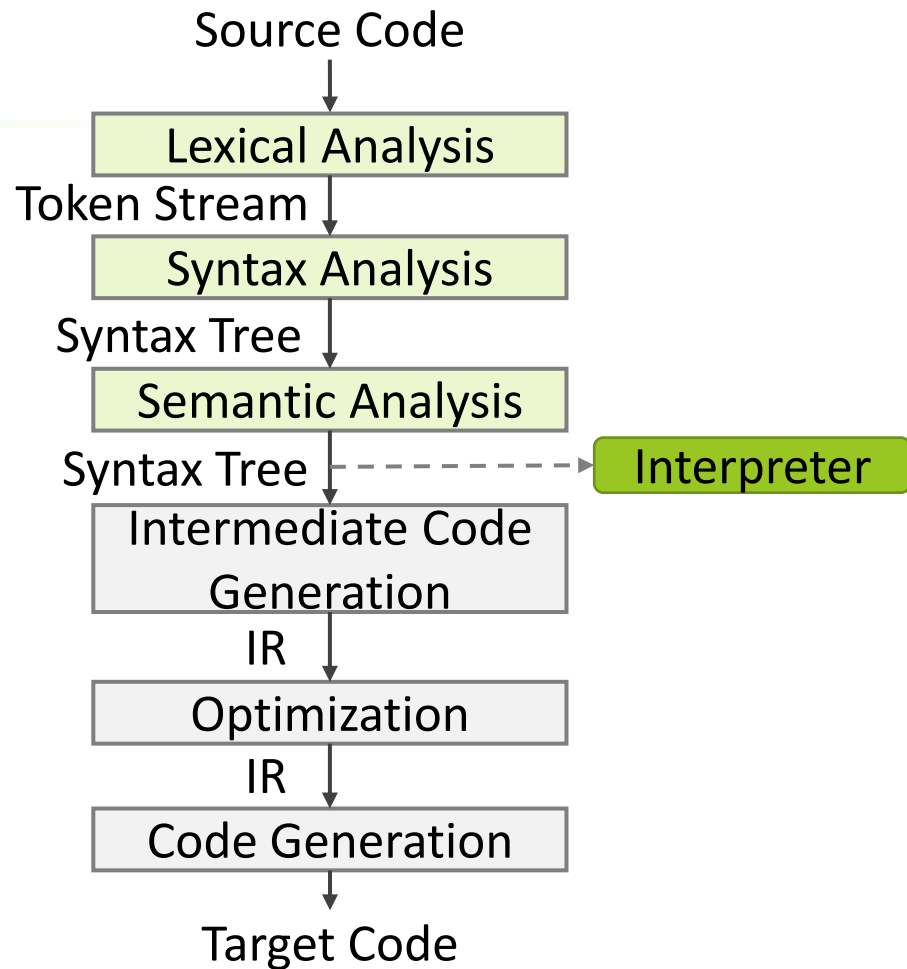 Source Code
Lexical Analysis
Token Stream
Syntax Analysis
Syntax Tree
Semantic Analysis
Syntax Tree
Interpreter
Intermediate Code
Generation
IR
Optimization
IR
Code Generation
Target Code